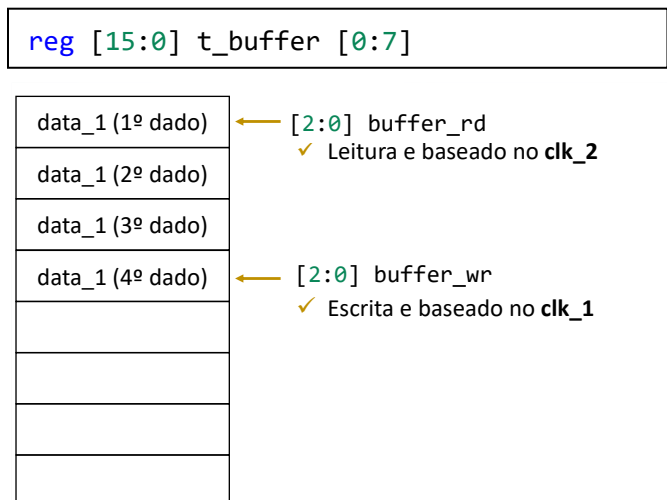 reg [15:0] t_buffer [0:7]
data_1 (1º dado)
[2:0] buffer_rd
✓ Leitura e baseado no clk_2
data_1 (2º dado)
data_1 (3º dado)
data_1 (4º dado)
[2:0] buffer_wr
✓ Escrita e baseado no clk_1